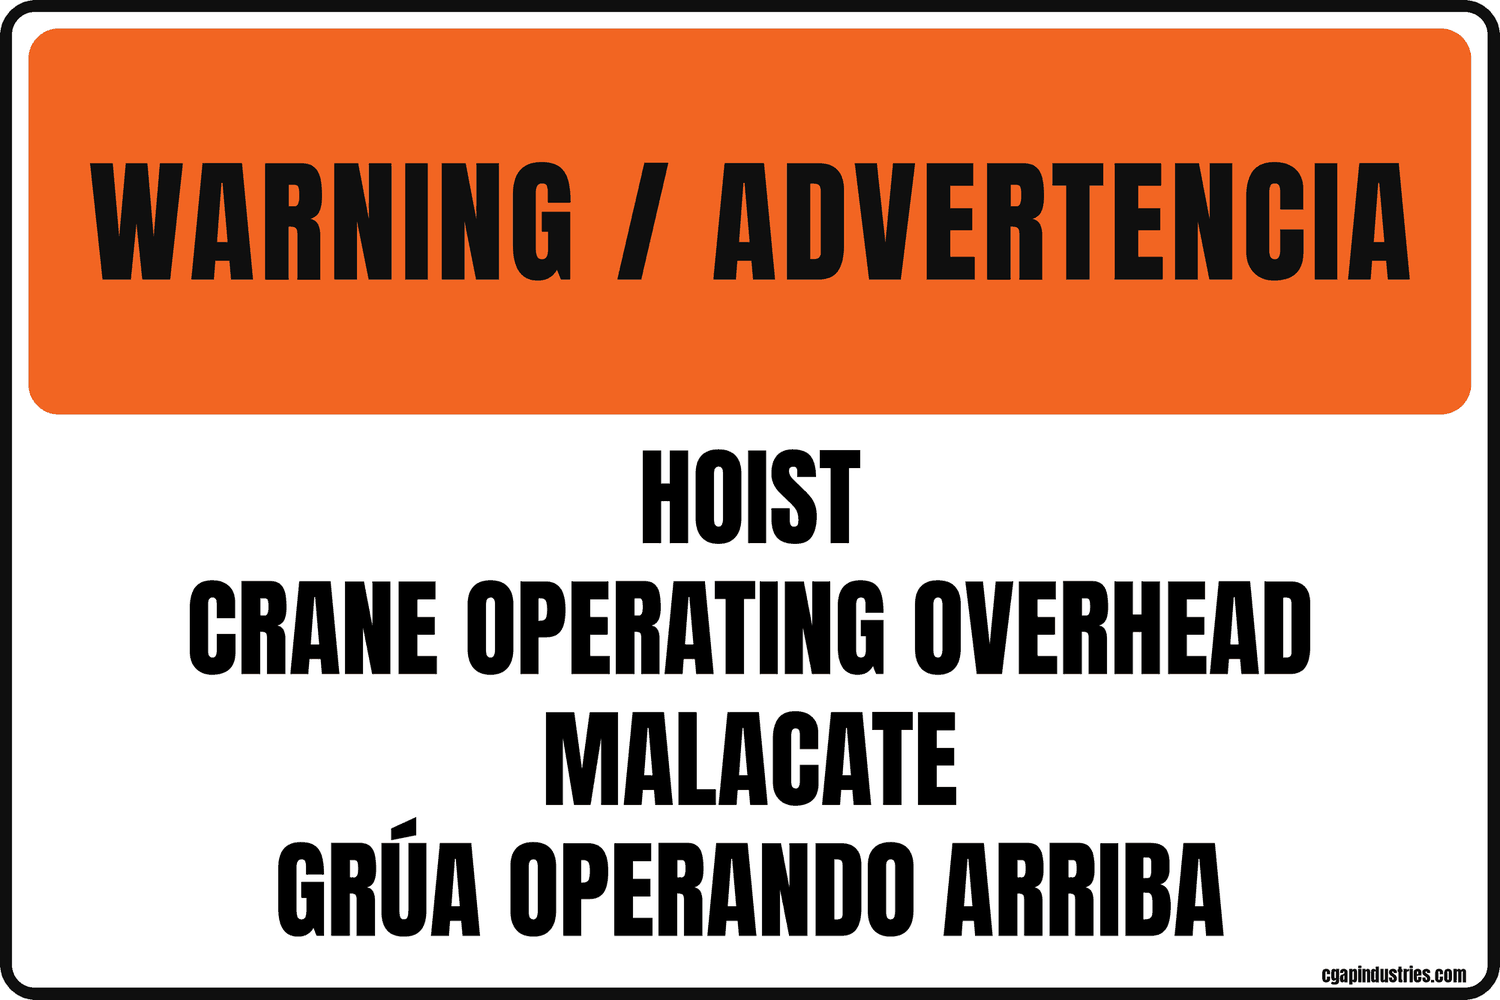 WARNING / ADVERTENCIA
HOIST
CRANE OPERATING OVERHEAD
MALACATE
GRÚA OPERANDO ARRIBA
cgapindustries.com